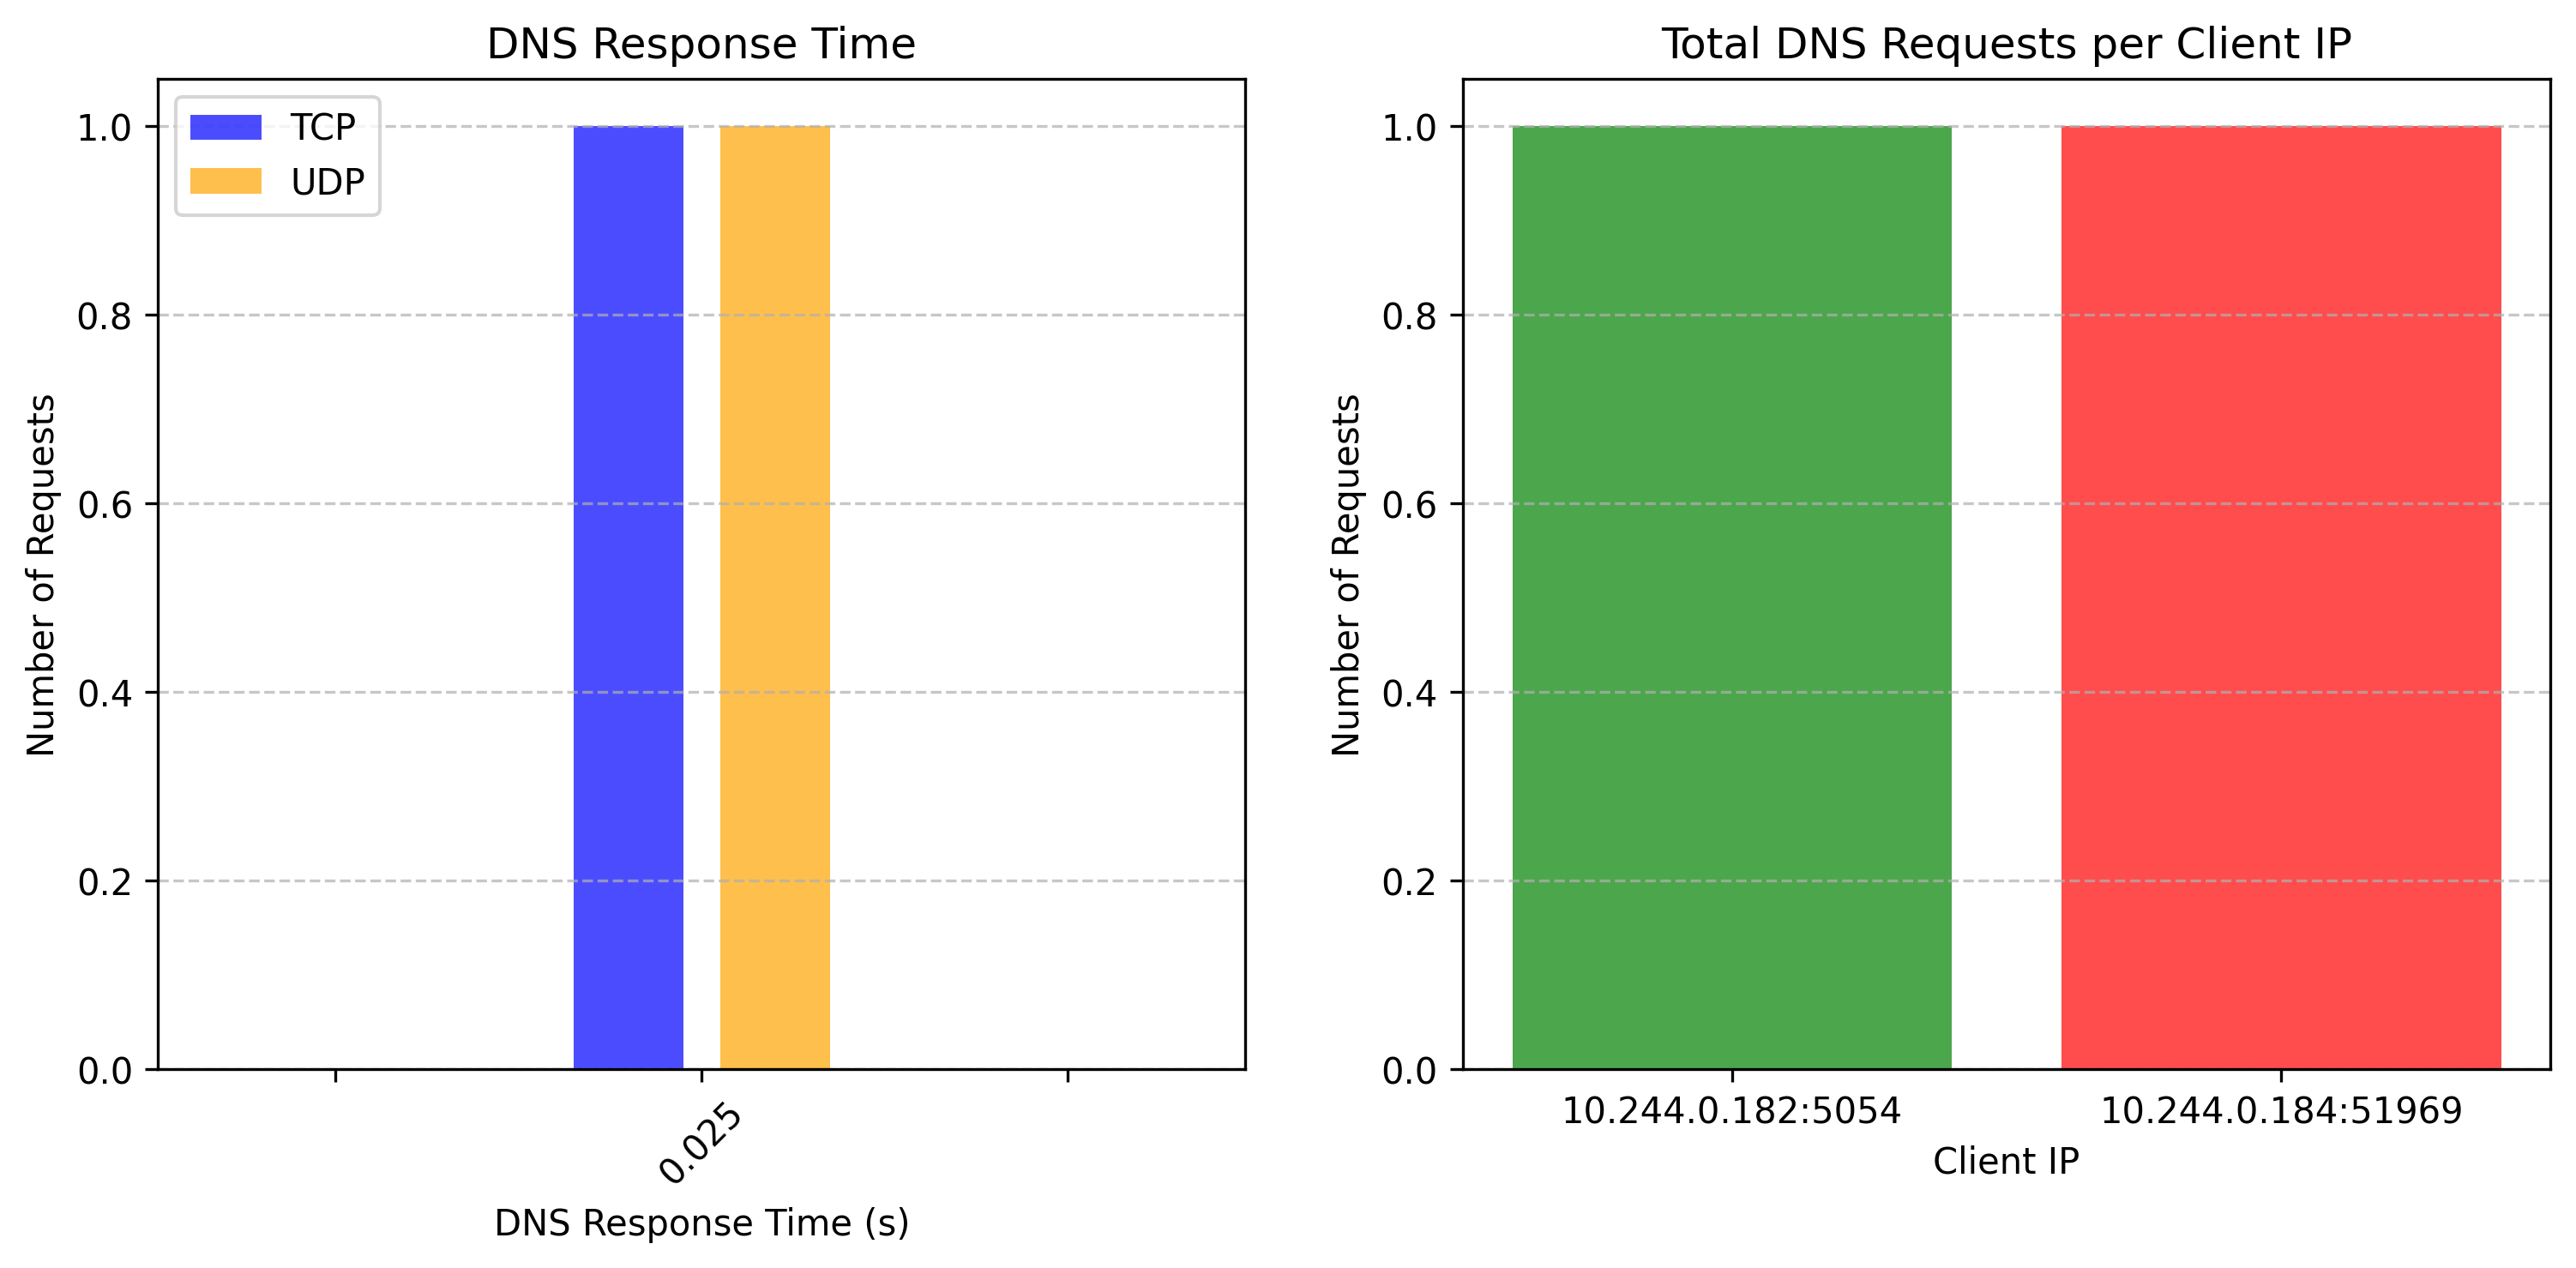 DNS Response Time
TCP
UDP
1.0
0.8
0.6
0.4
0.2
0.0
Number of Requests
0.025
DNS Response Time (s)
Total DNS Requests per Client IP
1.0
0.8
0.6
0.4
0.2
0.0
Number of Requests
10.244.0.182:5054
10.244.0.184:51969
Client IP